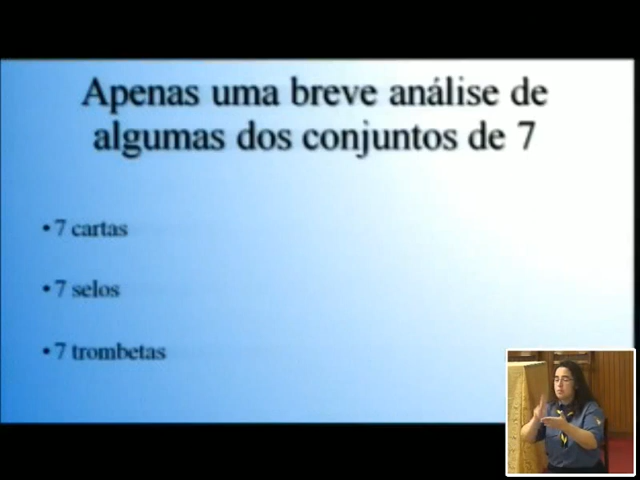 Apenas uma breve análise de
algumas dos conjuntos de 7
• 7 cartas
• 7 selos
• 7 trombetas